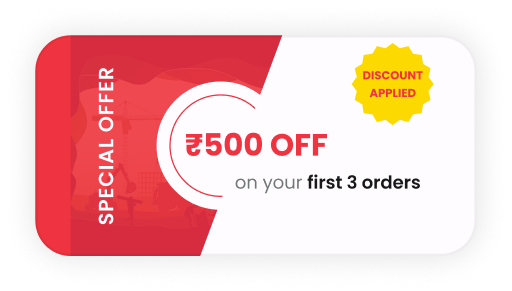 SPECIAL OFFER
DISCOUNT
APPLIED
₹500 OFF
on your first 3 orders